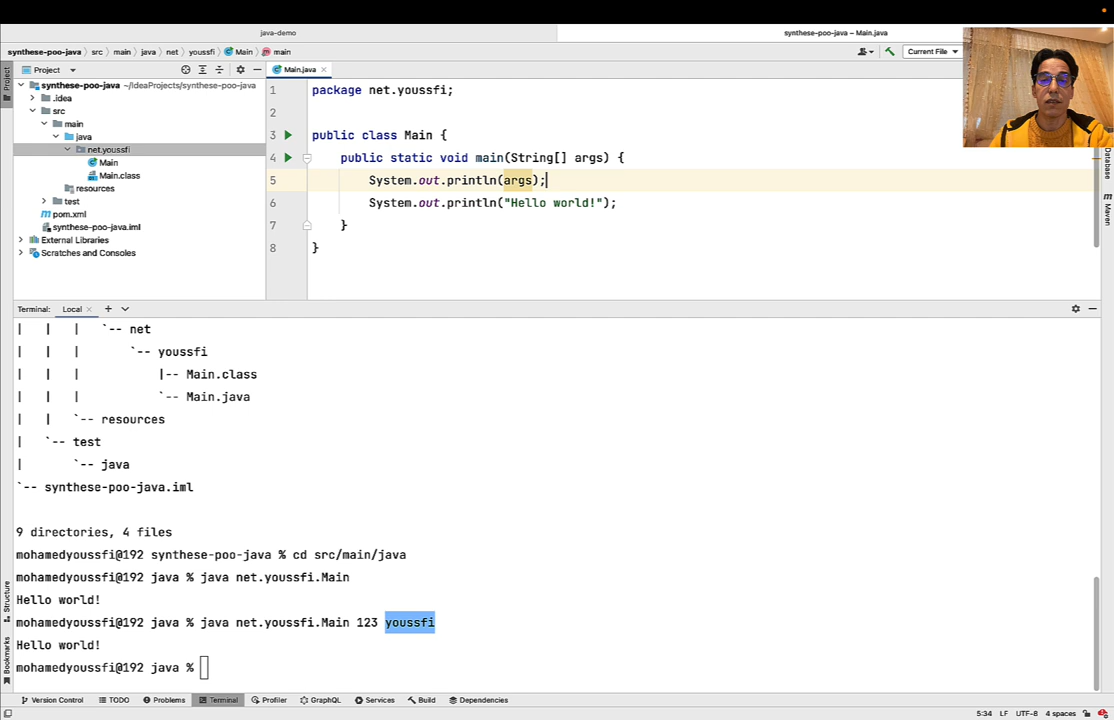 java-demo
synthese-poo-java – Main.java
synthese-poo-java › src › main › java › net › youssfi › Main › main
Current File
Project
Main.java
synthese-poo-java ~/IdeaProjects/synthese-poo-java
.idea
src
main
java
net.youssfi
Main
Main.class
resources
test
pom.xml
synthese-poo-java.iml
External Libraries
Scratches and Consoles
1 package net.youssfi;
2
3 public class Main {
4 public static void main(String[] args) {
5 System.out.println(args);
6 System.out.println("Hello world!");
7 }
8 }
Project
Database
Maven
Structure
Bookmarks
Terminal: Local
| | | `-- net
| | | `-- youssfi
| | | |-- Main.class
| | | `-- Main.java
| | `-- resources
| `-- test
| `-- java
`-- synthese-poo-java.iml
9 directories, 4 files
mohamedyoussfi@192 synthese-poo-java % cd src/main/java
mohamedyoussfi@192 java % java net.youssfi.Main
Hello world!
mohamedyoussfi@192 java % java net.youssfi.Main 123 youssfi
Hello world!
mohamedyoussfi@192 java %
Version Control TODO Problems Terminal Profiler GraphQL Services Build Dependencies
5:34 LF UTF-8 4 spaces